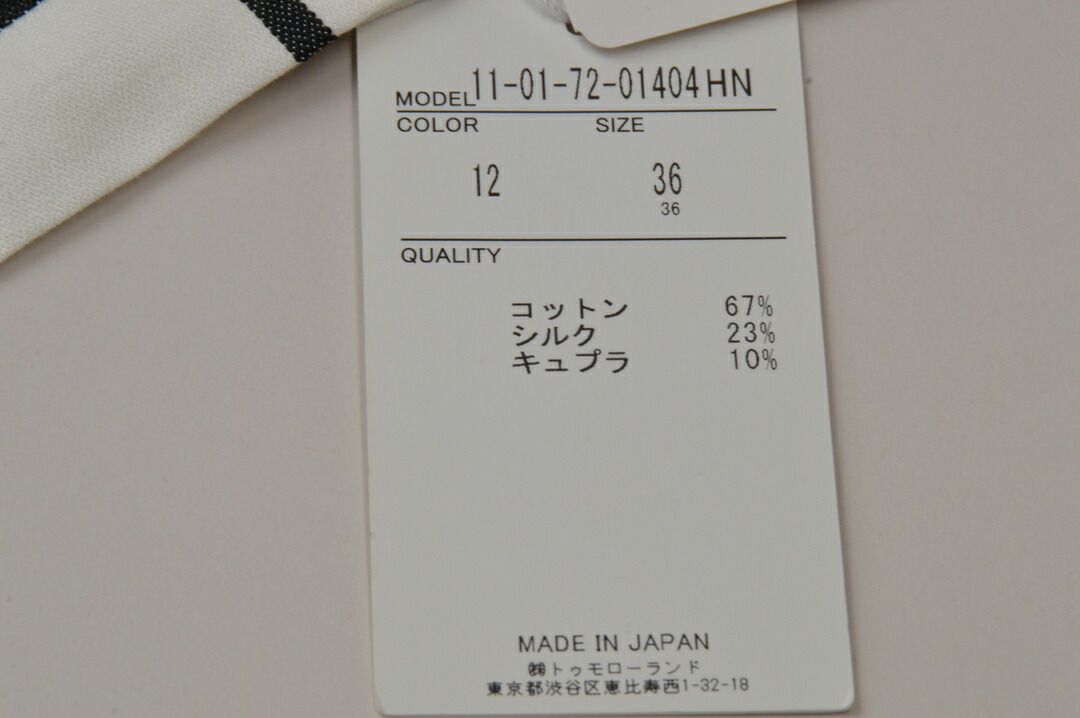 MODEL 11-01-72-01404HN
COLOR SIZE
12 36
36
QUALITY
コットン 67%
シルク 23%
キュプラ 10%
MADE IN JAPAN
㈱トゥモローランド
東京都渋谷区恵比寿西1-32-18